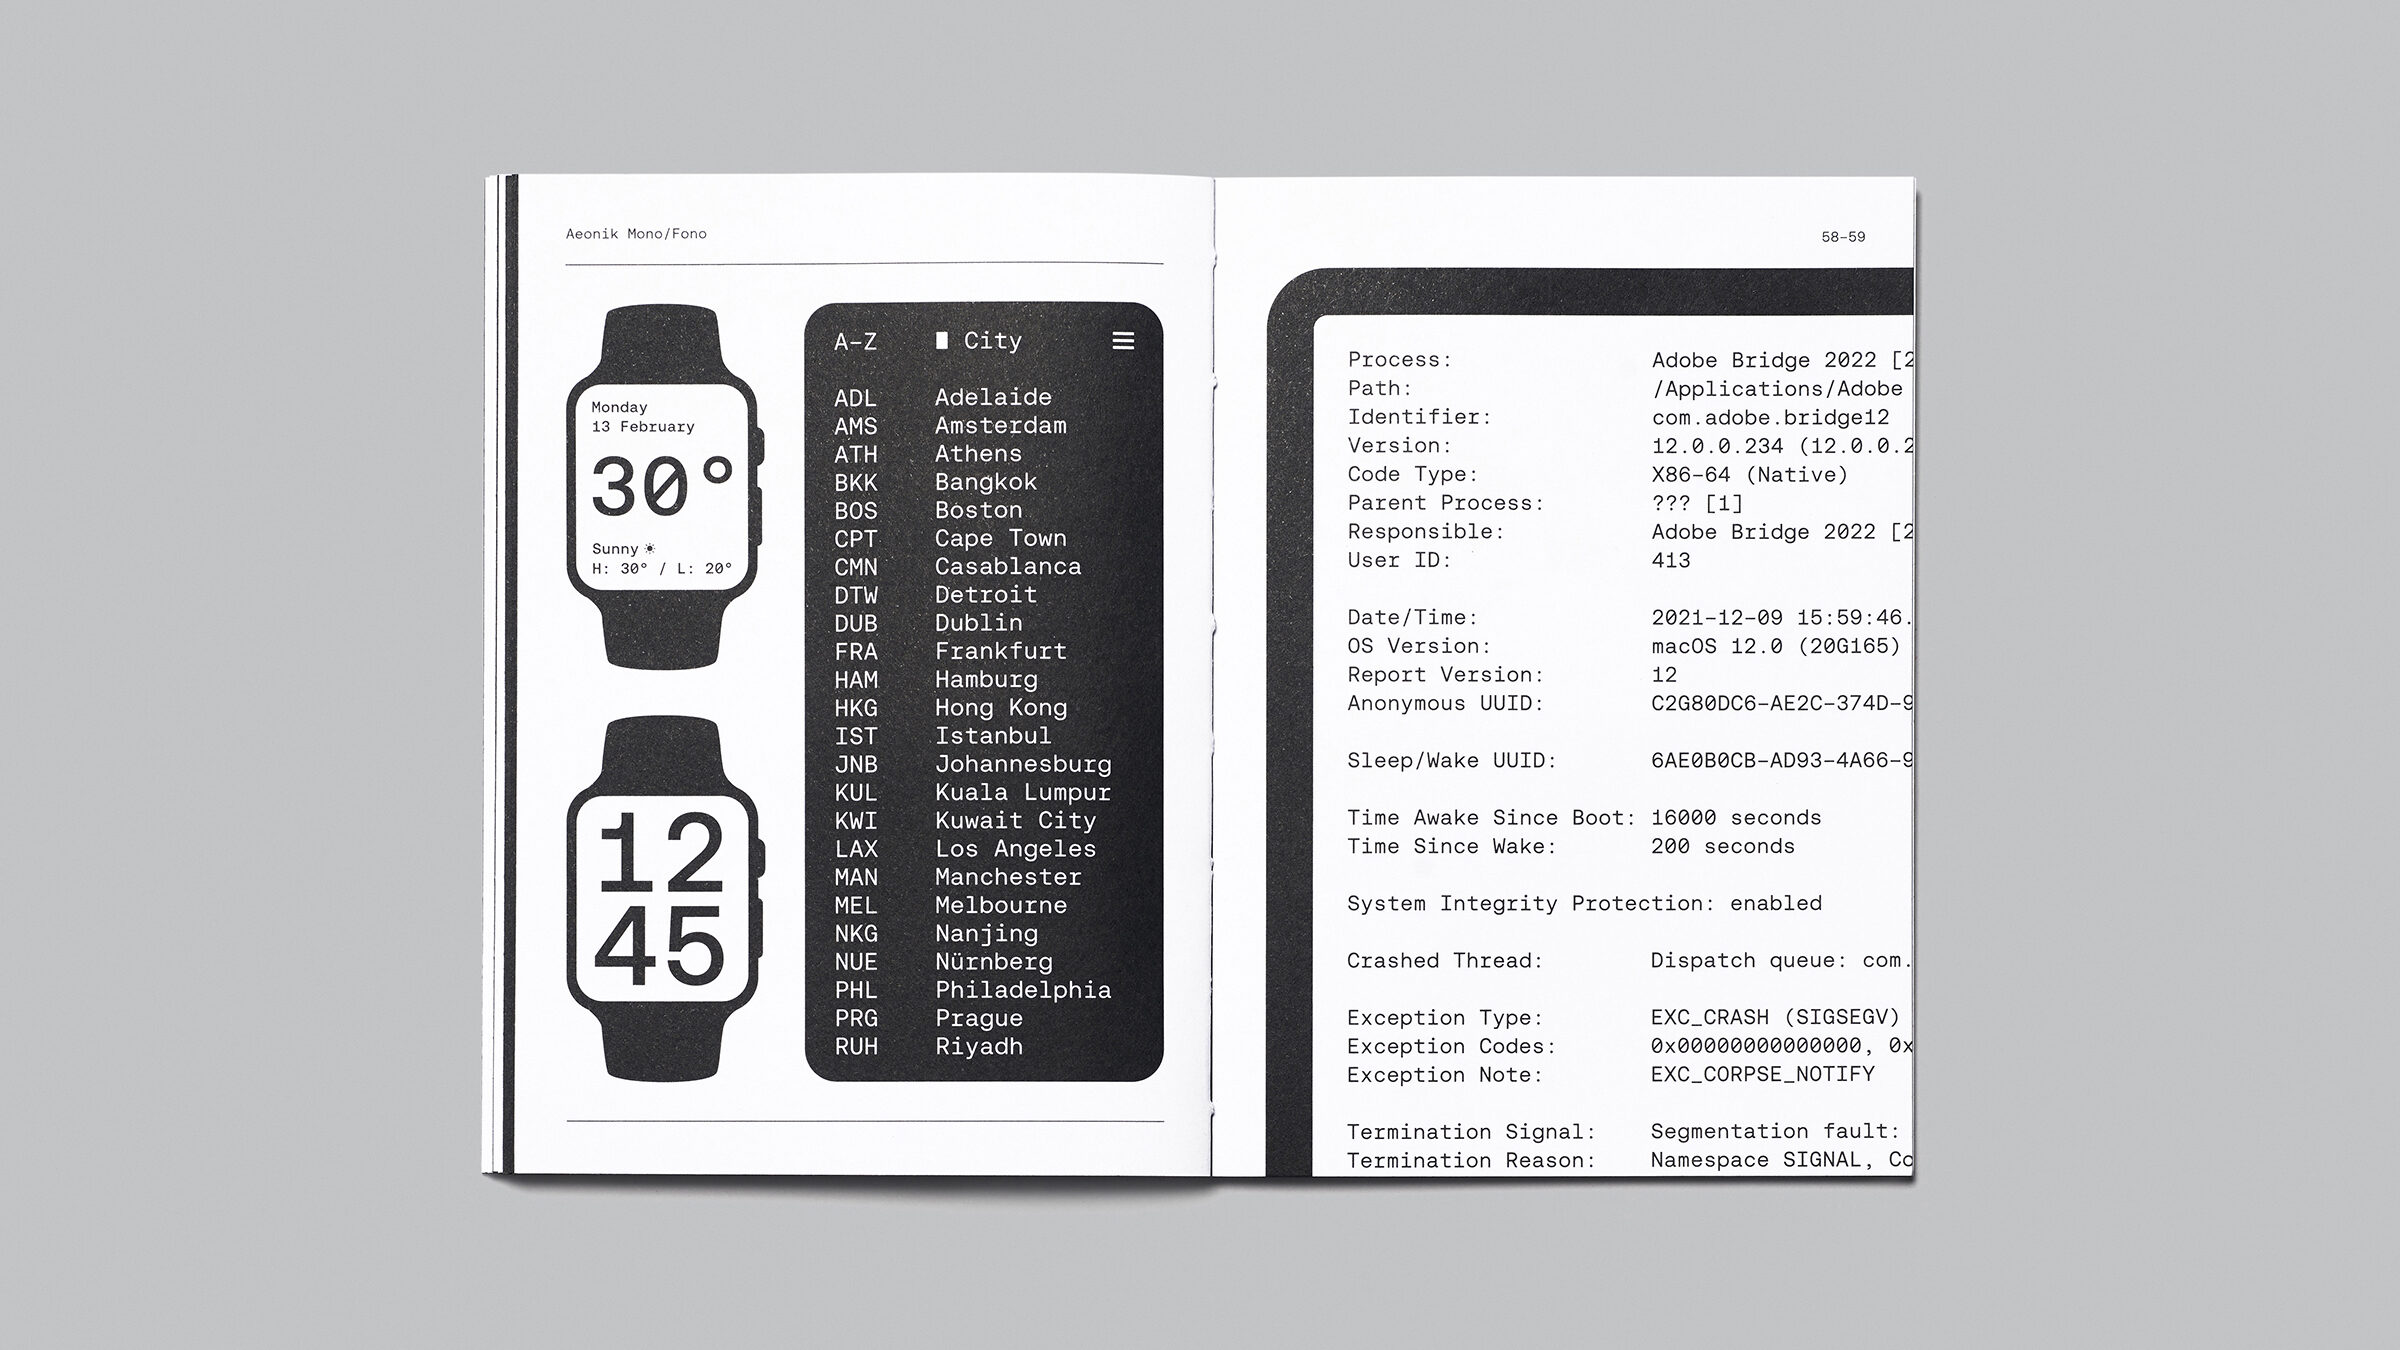 Aeonik Mono/Fono
Monday
13 February
30°
Sunny
H: 30° / L: 20°
12
45
A–Z City
ADL Adelaide
AMS Amsterdam
ATH Athens
BKK Bangkok
BOS Boston
CPT Cape Town
CMN Casablanca
DTW Detroit
DUB Dublin
FRA Frankfurt
HAM Hamburg
HKG Hong Kong
IST Istanbul
JNB Johannesburg
KUL Kuala Lumpur
KWI Kuwait City
LAX Los Angeles
MAN Manchester
MEL Melbourne
NKG Nanjing
NUE Nürnberg
PHL Philadelphia
PRG Prague
RUH Riyadh
58–59
Process: Adobe Bridge 2022 [2
Path: /Applications/Adobe
Identifier: com.adobe.bridge12
Version: 12.0.0.234 (12.0.0.2
Code Type: X86–64 (Native)
Parent Process: ??? [1]
Responsible: Adobe Bridge 2022 [2
User ID: 413
Date/Time: 2021–12–09 15:59:46.
OS Version: macOS 12.0 (20G165)
Report Version: 12
Anonymous UUID: C2G80DC6–AE2C–374D–9
Sleep/Wake UUID: 6AE0B0CB–AD93–4A66–9
Time Awake Since Boot: 16000 seconds
Time Since Wake: 200 seconds
System Integrity Protection: enabled
Crashed Thread: Dispatch queue: com.
Exception Type: EXC_CRASH (SIGSEGV)
Exception Codes: 0x00000000000000, 0x
Exception Note: EXC_CORPSE_NOTIFY
Termination Signal: Segmentation fault:
Termination Reason: Namespace SIGNAL, Co